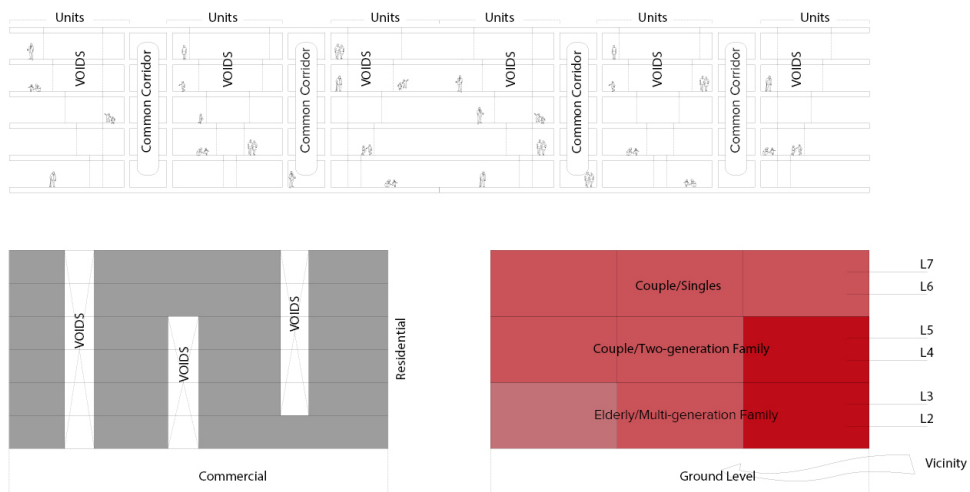 Units
Units
Units
Units
Units
Units
VOIDS
Common Corridor
VOIDS
Common Corridor
VOIDS
VOIDS
Common Corridor
VOIDS
Common Corridor
VOIDS
VOIDS
VOIDS
VOIDS
Residential
Commercial
Couple/Singles
Couple/Two-generation Family
Elderly/Multi-generation Family
L7
L6
L5
L4
L3
L2
Ground Level
Vicinity